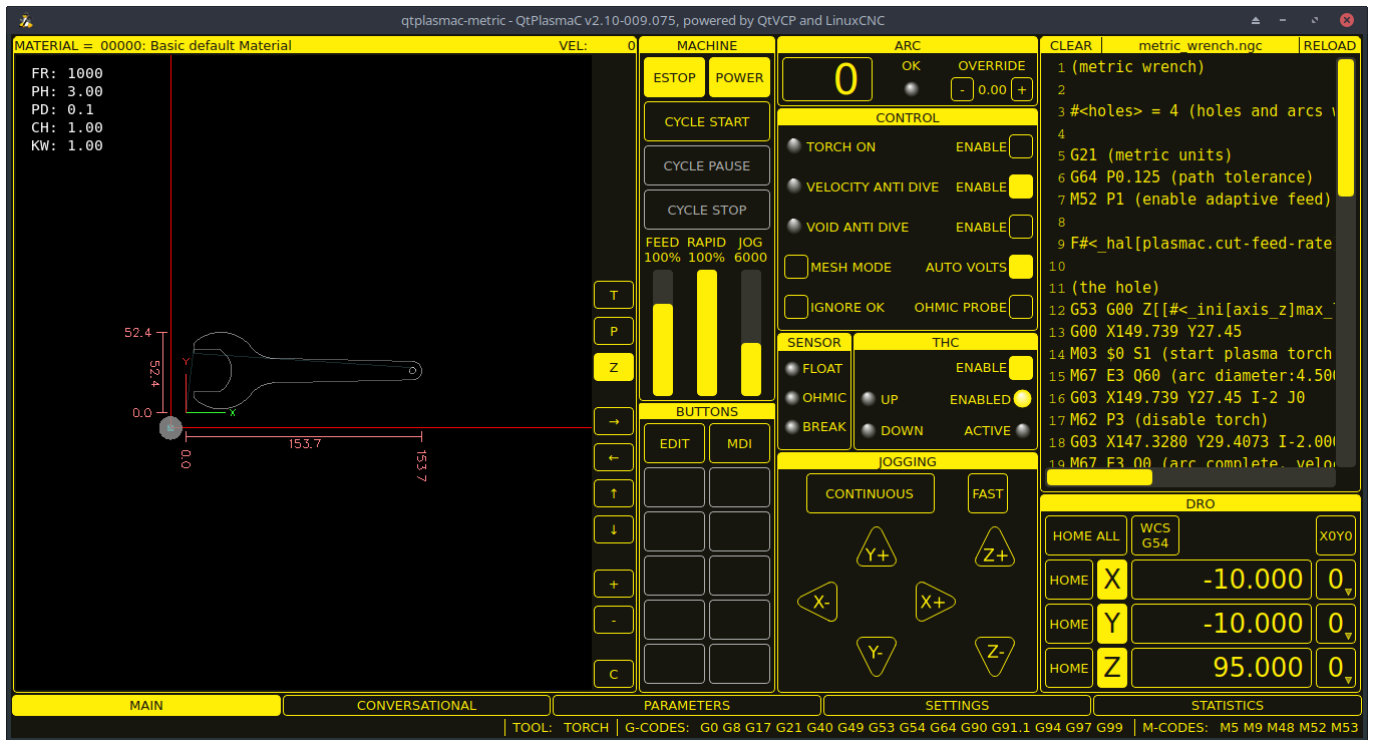 qtplasmac-metric - QtPlasmaC v2.10-009.075, powered by QtVCP and LinuxCNC
MATERIAL = 00000: Basic default Material VEL: 0
FR: 1000
PH: 3.00
PD: 0.1
CH: 1.00
KW: 1.00
52.4
52.4
0.0
Y
X
153.7
0.0
153.7
T
P
Z
→
←
↑
↓
+
-
C
MACHINE
ESTOP POWER
CYCLE START
CYCLE PAUSE
CYCLE STOP
FEED RAPID JOG
100% 100% 6000
BUTTONS
EDIT MDI
ARC
0 OK OVERRIDE
- 0.00 +
CONTROL
TORCH ON ENABLE
VELOCITY ANTI DIVE ENABLE
VOID ANTI DIVE ENABLE
MESH MODE AUTO VOLTS
IGNORE OK OHMIC PROBE
SENSOR
FLOAT
OHMIC
BREAK
THC
ENABLE
UP ENABLED
DOWN ACTIVE
JOGGING
CONTINUOUS FAST
Y+ Z+
X- X+
Y- Z-
CLEAR metric_wrench.ngc RELOAD
1 (metric wrench)
2
3 #<holes> = 4 (holes and arcs
4
5 G21 (metric units)
6 G64 P0.125 (path tolerance)
7 M52 P1 (enable adaptive feed)
8
9 F#<_hal[plasmac.cut-feed-rate
10
11 (the hole)
12 G53 G00 Z[[#<_ini[axis_z]max_
13 G00 X149.739 Y27.45
14 M03 $0 S1 (start plasma torch
15 M67 E3 Q60 (arc diameter:4.500
16 G03 X149.739 Y27.45 I-2 J0
17 M62 P3 (disable torch)
18 G03 X147.3280 Y29.4073 I-2.000
19 M67 E3 Q0 (arc complete, velo
DRO
HOME ALL WCS G54 X0Y0
HOME X -10.000 0
HOME Y -10.000 0
HOME Z 95.000 0
MAIN CONVERSATIONAL PARAMETERS SETTINGS STATISTICS
TOOL: TORCH G-CODES: G0 G8 G17 G21 G40 G49 G53 G54 G64 G90 G91.1 G94 G97 G99 M-CODES: M5 M9 M48 M52 M53